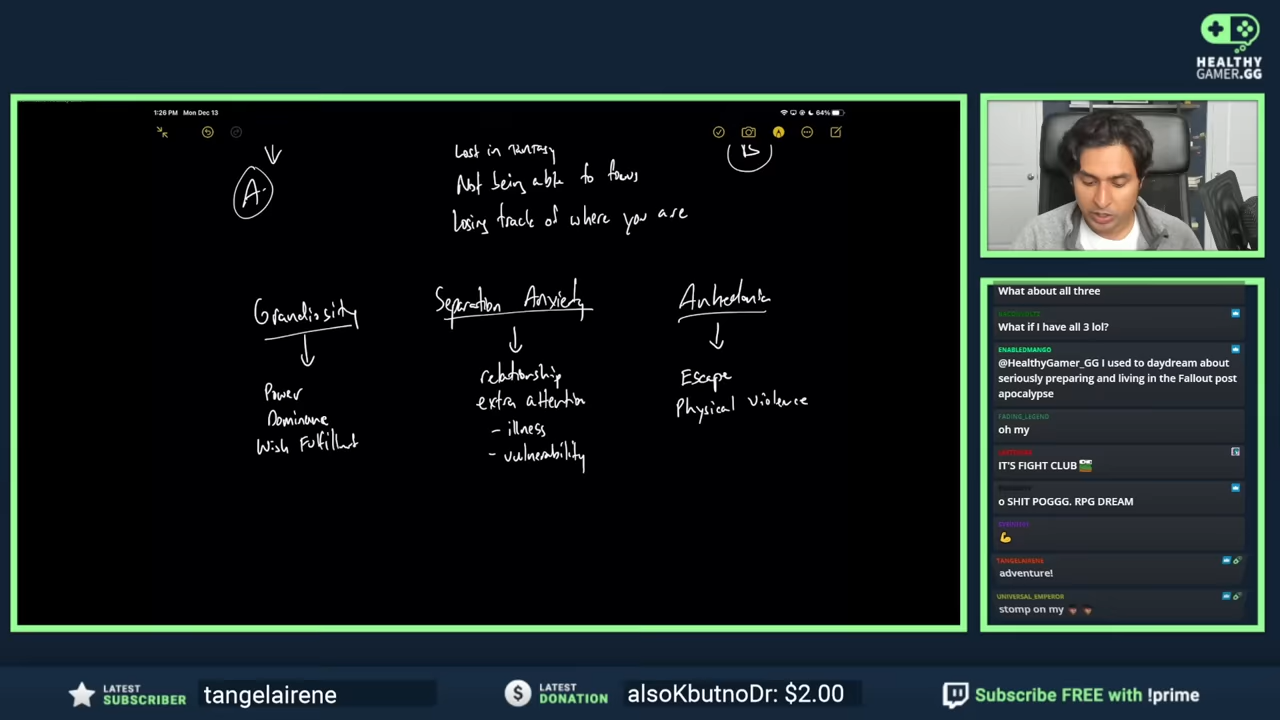 HEALTHY
GAMER.GG
1:26 PM Mon Dec 13
64%
Lost in Fantasy
B
A
Not being able to focus
Losing track of where you are
Grandiosity
Separation Anxiety
Anhedonia
Power
Dominance
Wish Fulfillment
relationship
extra attention
- illness
- vulnerability
Escape
Physical violence
What about all three
What if I have all 3 lol?
ENABLEDMANGO
@HealthyGamer_GG I used to daydream about
seriously preparing and living in the Fallout post
apocalypse
FADING_LEGEND
oh my
IT'S FIGHT CLUB
o SHIT POGGG. RPG DREAM
TANGELAIRENE
adventure!
UNIVERSAL_EMPEROR
stomp on my
LATEST
SUBSCRIBER
tangelairene
$
LATEST
DONATION
alsoKbutnoDr: $2.00
Subscribe FREE with !prime